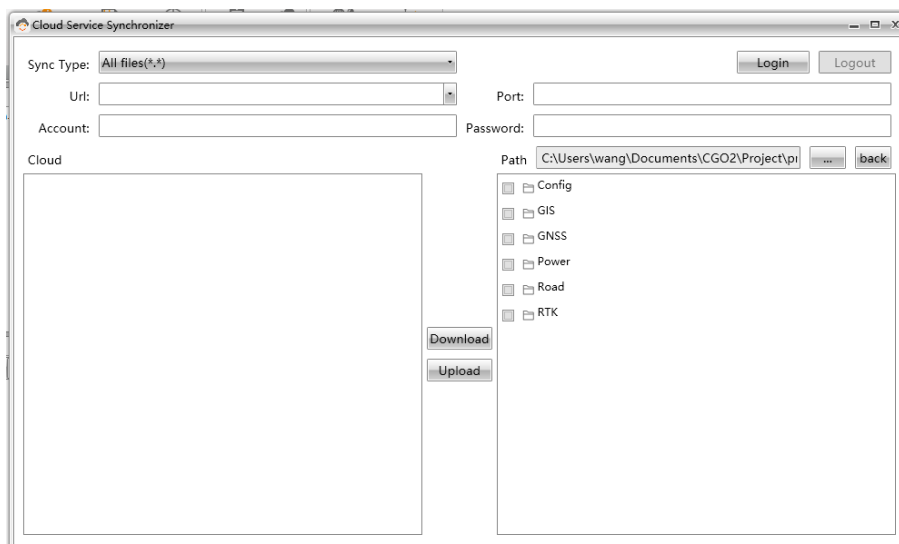 Cloud Service Synchronizer
Sync Type: All files(*.*) Login Logout
Url: Port:
Account: Password:
Cloud Path C:\Users\wang\Documents\CGO2\Project\pr ... back
Config
GIS
GNSS
Power
Road
RTK
Download
Upload